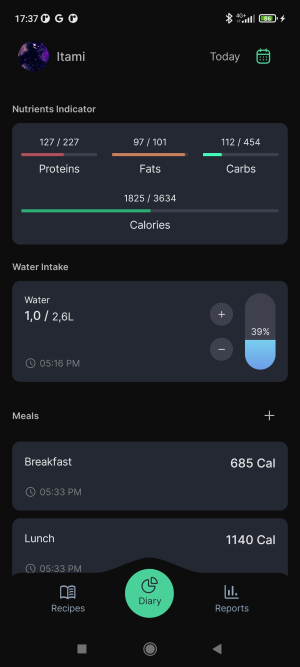 17:37
4G+
86
Itami
Today
Nutrients Indicator
127 / 227
97 / 101
112 / 454
Proteins
Fats
Carbs
1825 / 3634
Calories
Water Intake
Water
1,0 / 2,6L
+
39%
−
05:16 PM
Meals
+
Breakfast
685 Cal
05:33 PM
Lunch
1140 Cal
05:33 PM
Recipes
Diary
Reports